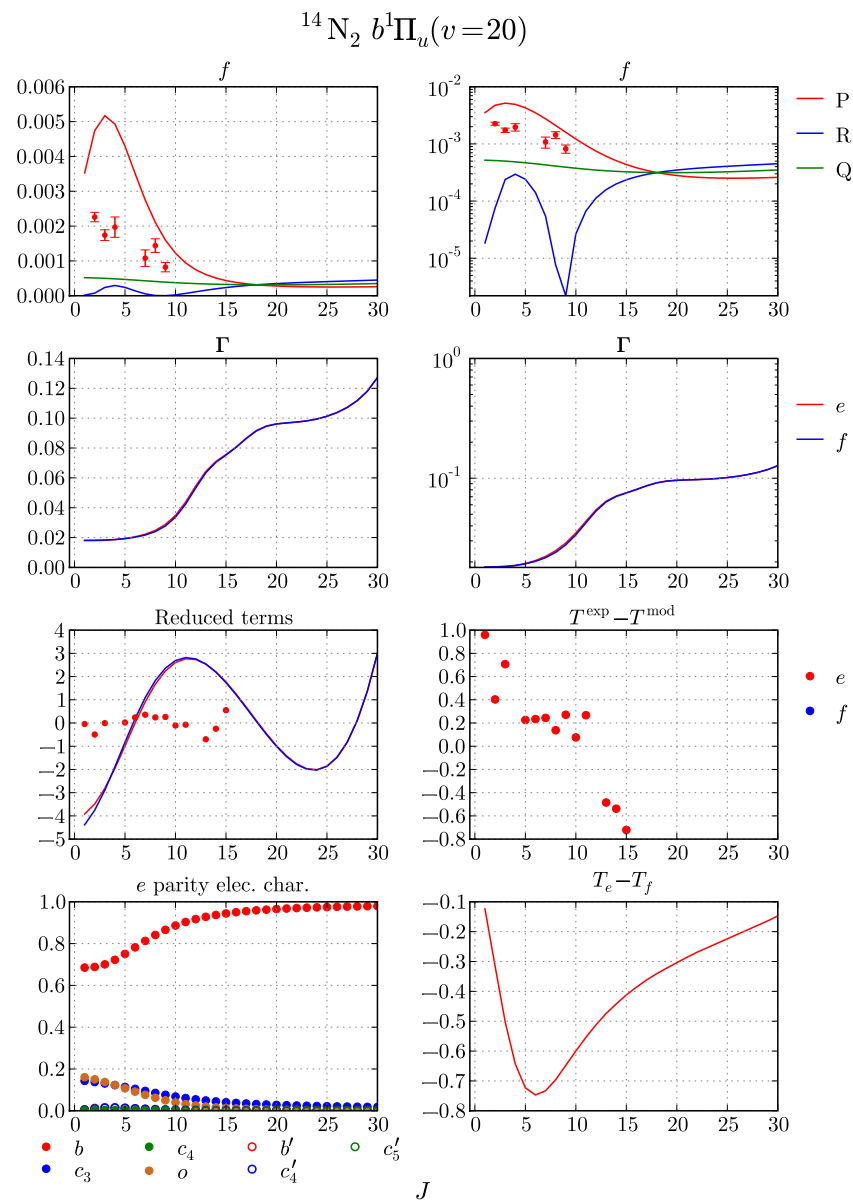 ¹⁴N₂ b¹Πᵤ(v=20)
f
0.006
0.005
0.004
0.003
0.002
0.001
0.000
0 5 10 15 20 25 30
f
10⁻²
10⁻³
10⁻⁴
10⁻⁵
0 5 10 15 20 25 30
P
R
Q
Γ
0.14
0.12
0.10
0.08
0.06
0.04
0.02
0.00
0 5 10 15 20 25 30
Γ
10⁰
10⁻¹
0 5 10 15 20 25 30
e
f
Reduced terms
4
3
2
1
0
−1
−2
−3
−4
−5
0 5 10 15 20 25 30
Tᵉˣᵖ−Tᵐᵒᵈ
1.0
0.8
0.6
0.4
0.2
0.0
−0.2
−0.4
−0.6
−0.8
0 5 10 15 20 25 30
e
f
e parity elec. char.
1.0
0.8
0.6
0.4
0.2
0.0
0 5 10 15 20 25 30
T_e−T_f
−0.1
−0.2
−0.3
−0.4
−0.5
−0.6
−0.7
−0.8
0 5 10 15 20 25 30
b c₄ b′ c′₅
c₃ o c′₄
J